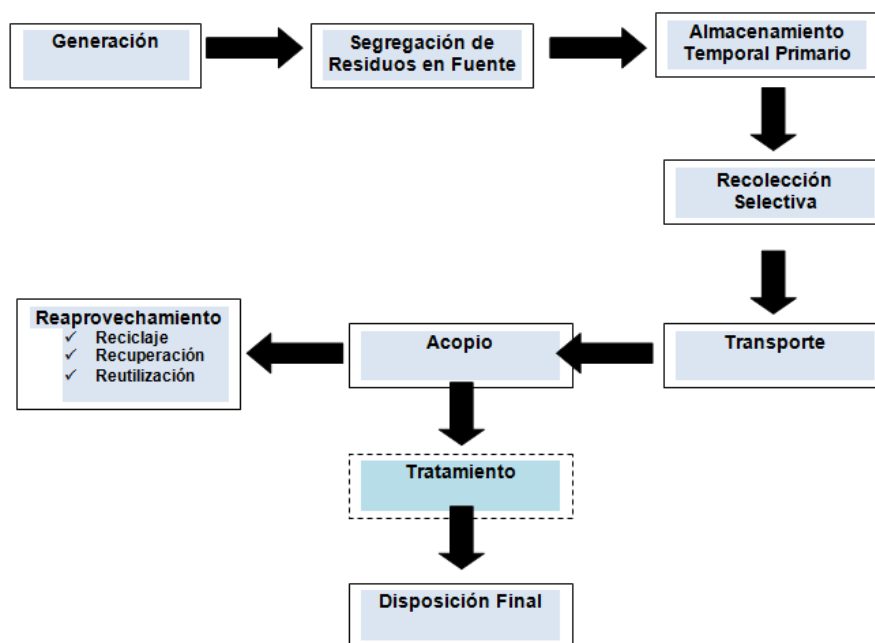 Generación
Segregación de
Residuos en Fuente
Almacenamiento
Temporal Primario
Recolección
Selectiva
Transporte
Acopio
Reaprovechamiento
✓ Reciclaje
✓ Recuperación
✓ Reutilización
Tratamiento
Disposición Final